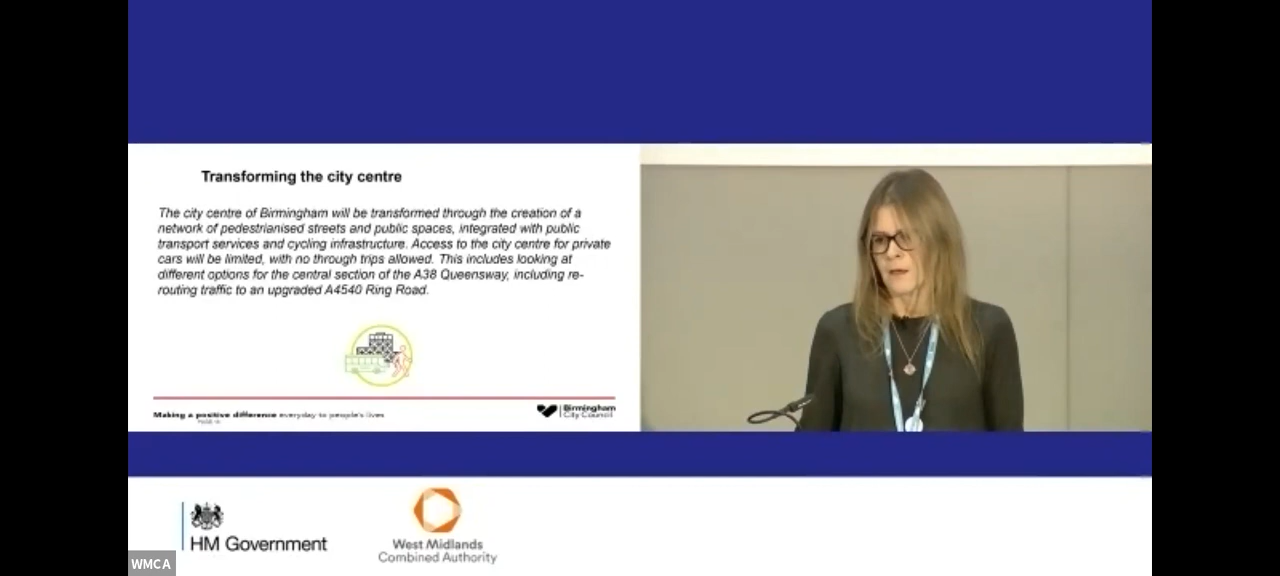 Transforming the city centre
The city centre of Birmingham will be transformed through the creation of a
network of pedestrianised streets and public spaces, integrated with public
transport services and cycling infrastructure. Access to the city centre for private
cars will be limited, with no through trips allowed. This includes looking at
different options for the central section of the A38 Queensway, including re-
routing traffic to an upgraded A4540 Ring Road.
Making a positive difference everyday to people's lives
Birmingham
City Council
HM Government
West Midlands
Combined Authority
WMCA